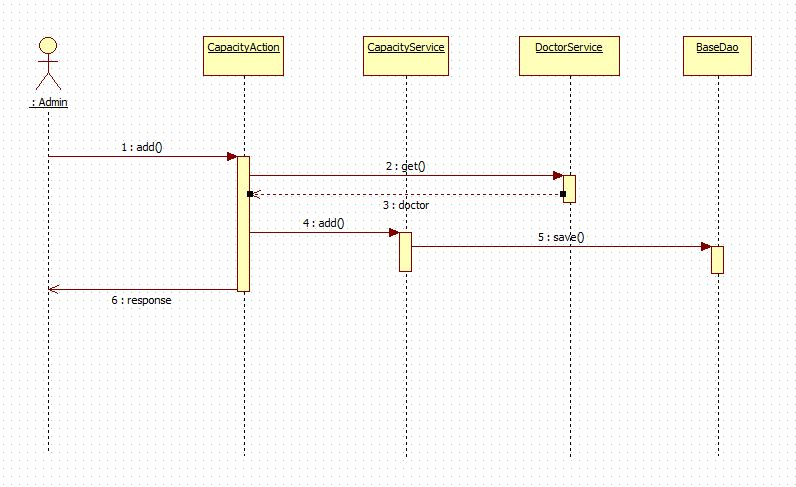 CapacityAction
CapacityService
DoctorService
BaseDao
: Admin
1 : add()
2 : get()
3 : doctor
4 : add()
5 : save()
6 : response